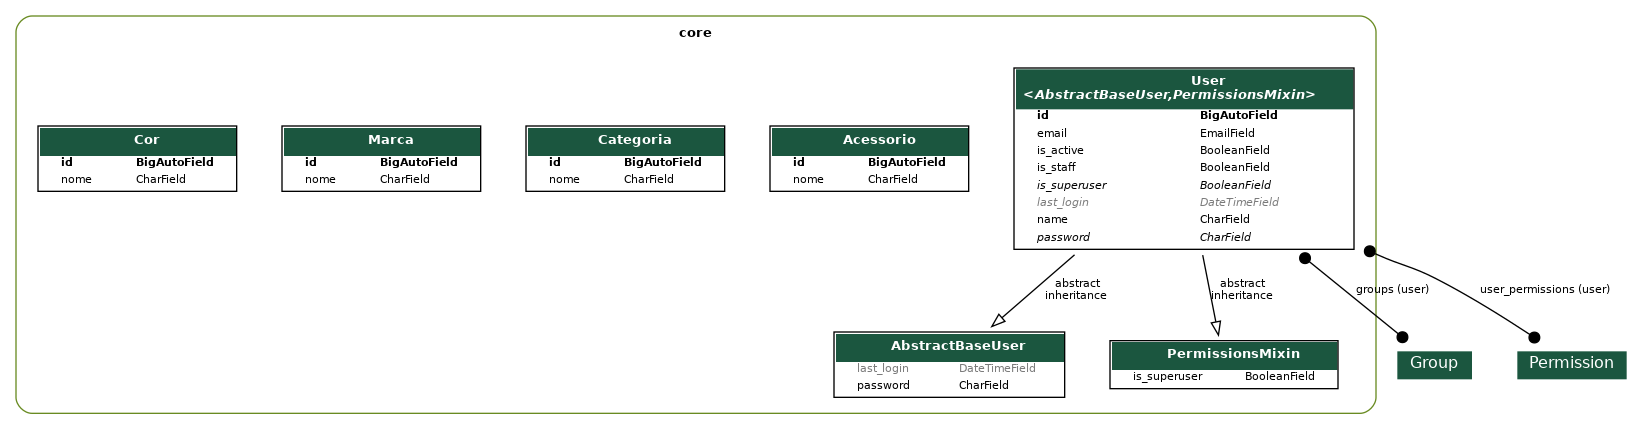 core
Cor
id BigAutoField
nome CharField
Marca
id BigAutoField
nome CharField
Categoria
id BigAutoField
nome CharField
Acessorio
id BigAutoField
nome CharField
User
<AbstractBaseUser,PermissionsMixin>
id BigAutoField
email EmailField
is_active BooleanField
is_staff BooleanField
is_superuser BooleanField
last_login DateTimeField
name CharField
password CharField
abstract
inheritance
abstract
inheritance
groups (user)
user_permissions (user)
AbstractBaseUser
last_login DateTimeField
password CharField
PermissionsMixin
is_superuser BooleanField
Group
Permission